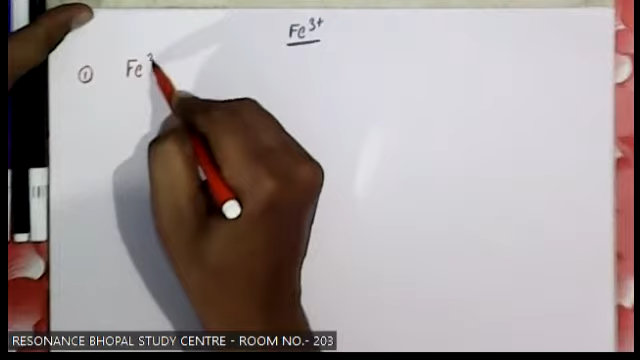 Fe³⁺
① Fe³
RESONANCE BHOPAL STUDY CENTRE - ROOM NO.- 203